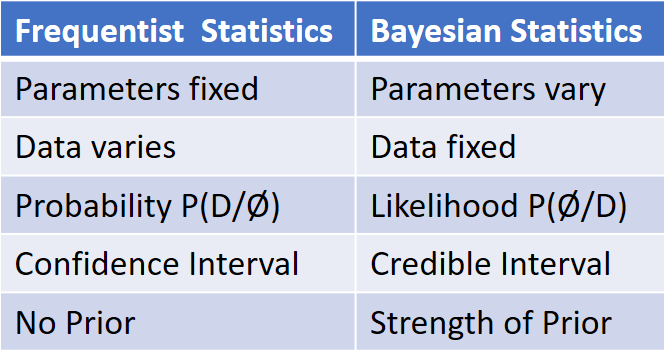 Frequentist Statistics Bayesian Statistics
Parameters fixed Parameters vary
Data varies Data fixed
Probability P(D/Ø) Likelihood P(Ø/D)
Confidence Interval Credible Interval
No Prior Strength of Prior